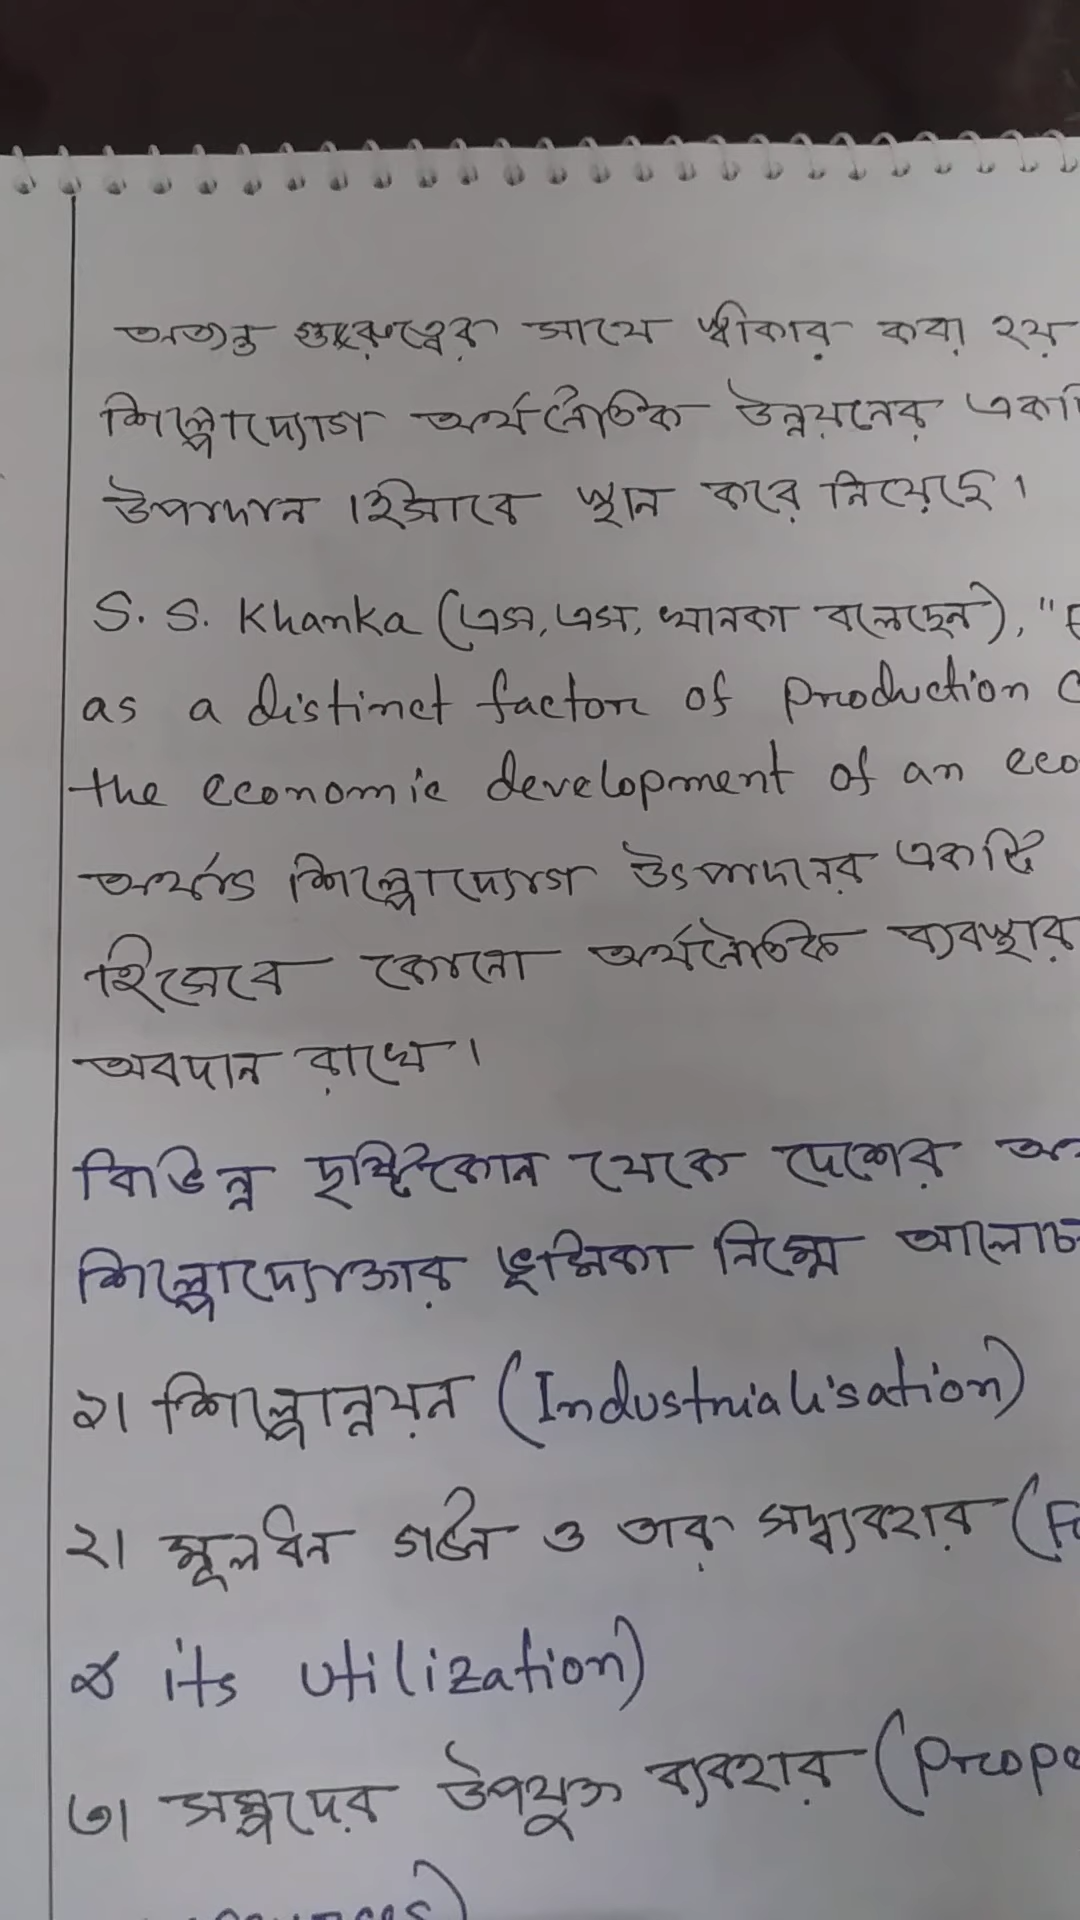 অত্যন্ত গুরুত্বের সাথে স্বীকার করা হয়
শিল্পোদ্যোগ অর্থনৈতিক উন্নয়নের একটি
উপাদান হিসাবে স্থান করে নিয়েছে।
S. S. Khanka (এস, এস, খানকা বলেছেন), "E
as a distinct factor of production C
the economic development of an eco
অর্থাৎ শিল্পোদ্যোগ উৎপাদনের একটি
হিসেবে কোনো অর্থনৈতিক ব্যবস্থার
অবদান রাখে।
বিভিন্ন দৃষ্টিকোন থেকে দেশের অ
শিল্পোদ্যোক্তার ভূমিকা নিম্নে আলোচ
১। শিল্পোন্নয়ন (Industrialisation)
২। মূলধন গঠন ও তার সদ্ব্যবহার (Fo
& its utilization)
৩। সম্পদের উপযুক্ত ব্যবহার (Prope